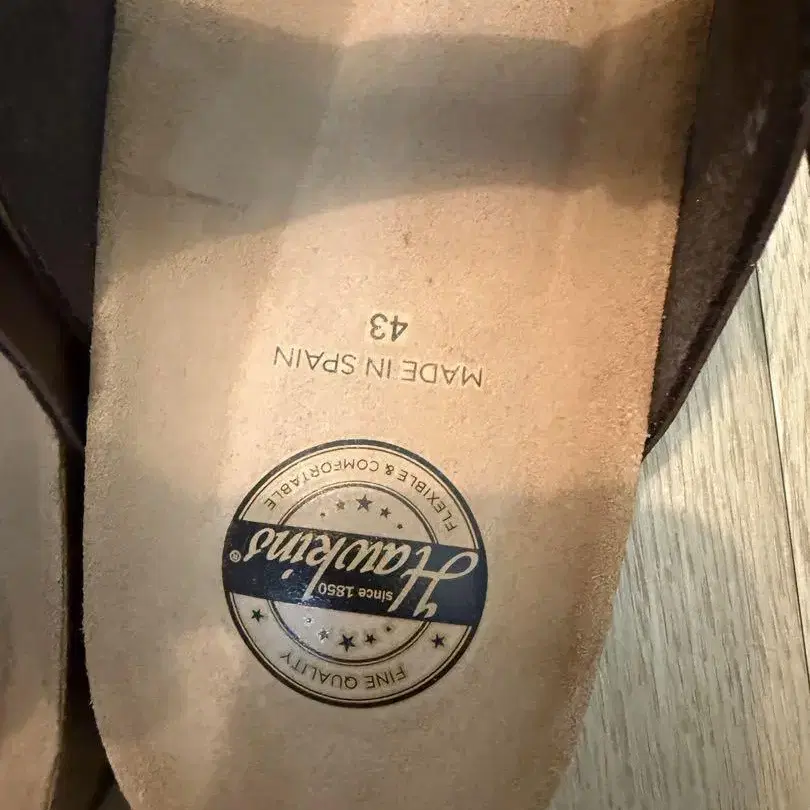 FINE QUALITY
since 1850
Hawkins®
FLEXIBLE & COMFORTABLE
MADE IN SPAIN
43